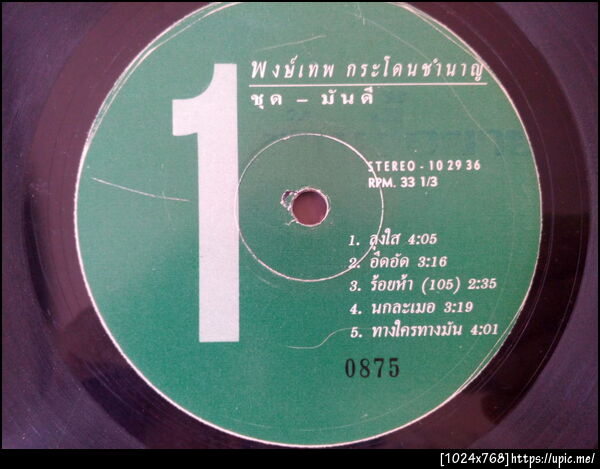 1
พงษ์เทพ กระโดนชำนาญ
ชุด - มันดี
STEREO - 10 29 36
RPM. 33 1/3
1. ลุงใส 4:05
2. อึดอัด 3:16
3. ร้อยห้า (105) 2:35
4. นกละเมอ 3:19
5. ทางใครทางมัน 4:01
0875
[1024x768]https://upic.me/